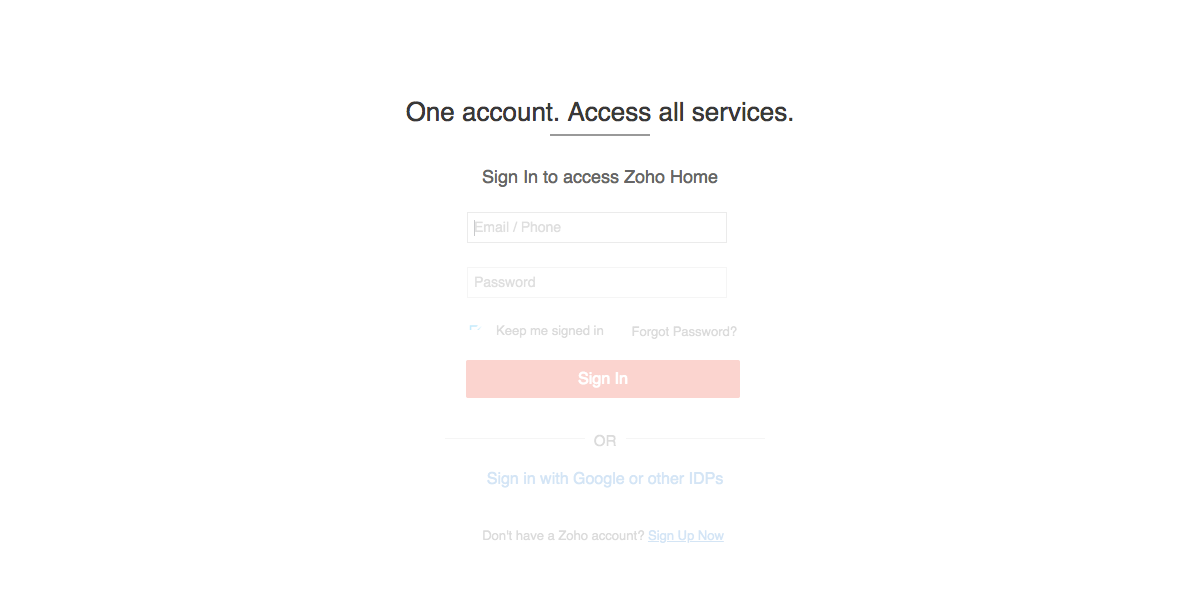 One account. Access all services.
Sign In to access Zoho Home
Email / Phone
Password
Keep me signed in Forgot Password?
Sign In
OR
Sign in with Google or other IDPs
Don't have a Zoho account? Sign Up Now